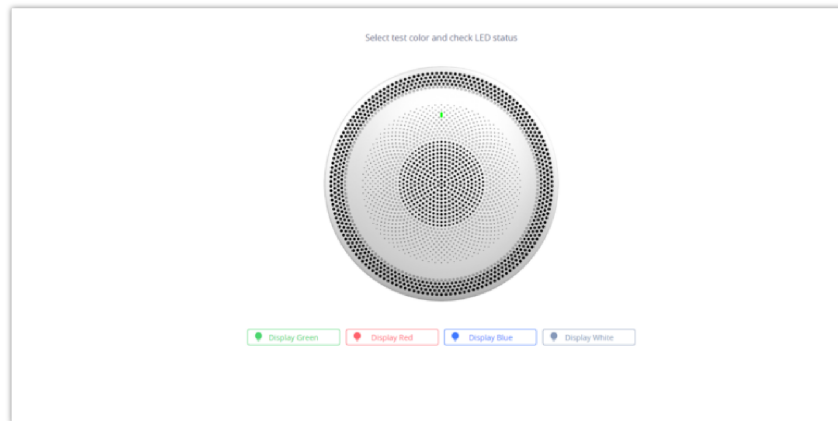 Select test color and check LED status
Display Green
Display Red
Display Blue
Display White